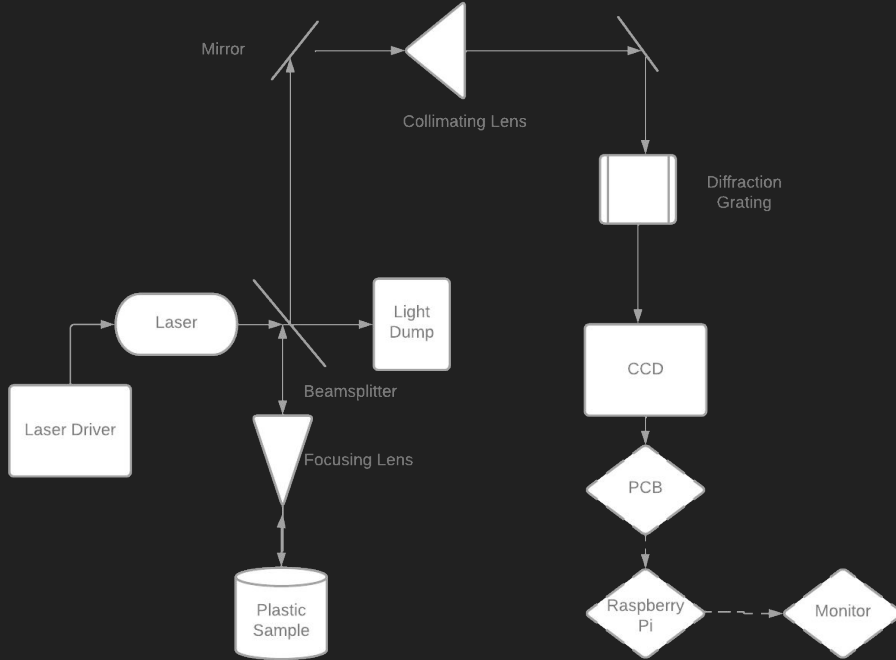 Mirror
Collimating Lens
Diffraction
Grating
Laser
Light
Dump
Beamsplitter
CCD
Laser Driver
Focusing Lens
PCB
Plastic
Sample
Raspberry
Pi
Monitor